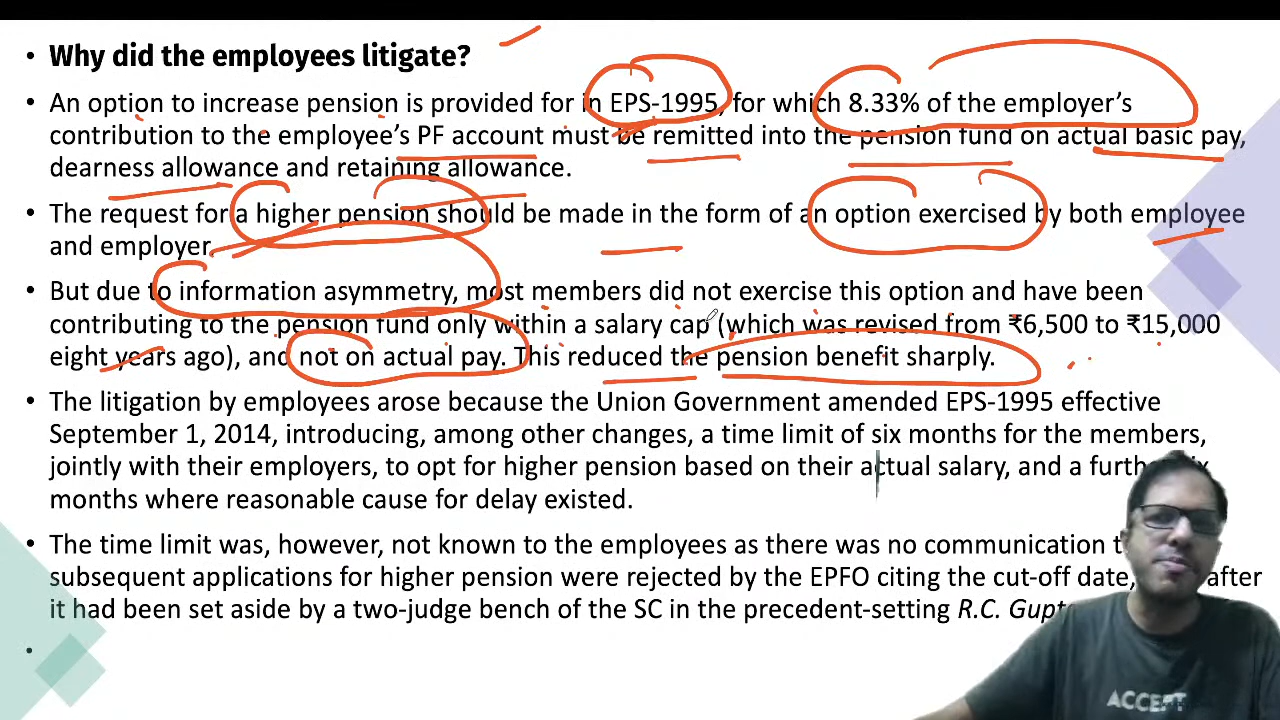 • Why did the employees litigate?
• An option to increase pension is provided for in EPS-1995, for which 8.33% of the employer's
contribution to the employee's PF account must be remitted into the pension fund on actual basic pay,
dearness allowance and retaining allowance.
• The request for a higher pension should be made in the form of an option exercised by both employee
and employer.
• But due to information asymmetry, most members did not exercise this option and have been
contributing to the pension fund only within a salary cap (which was revised from ₹6,500 to ₹15,000
eight years ago), and not on actual pay. This reduced the pension benefit sharply.
• The litigation by employees arose because the Union Government amended EPS-1995 effective
September 1, 2014, introducing, among other changes, a time limit of six months for the members,
jointly with their employers, to opt for higher pension based on their actual salary, and a
months where reasonable cause for delay existed.
• The time limit was, however, not known to the employees as there was no communication
subsequent applications for higher pension were rejected by the EPFO citing the cut-off date, after
it had been set aside by a two-judge bench of the SC in the precedent-setting R.C.
•
ACCEPT